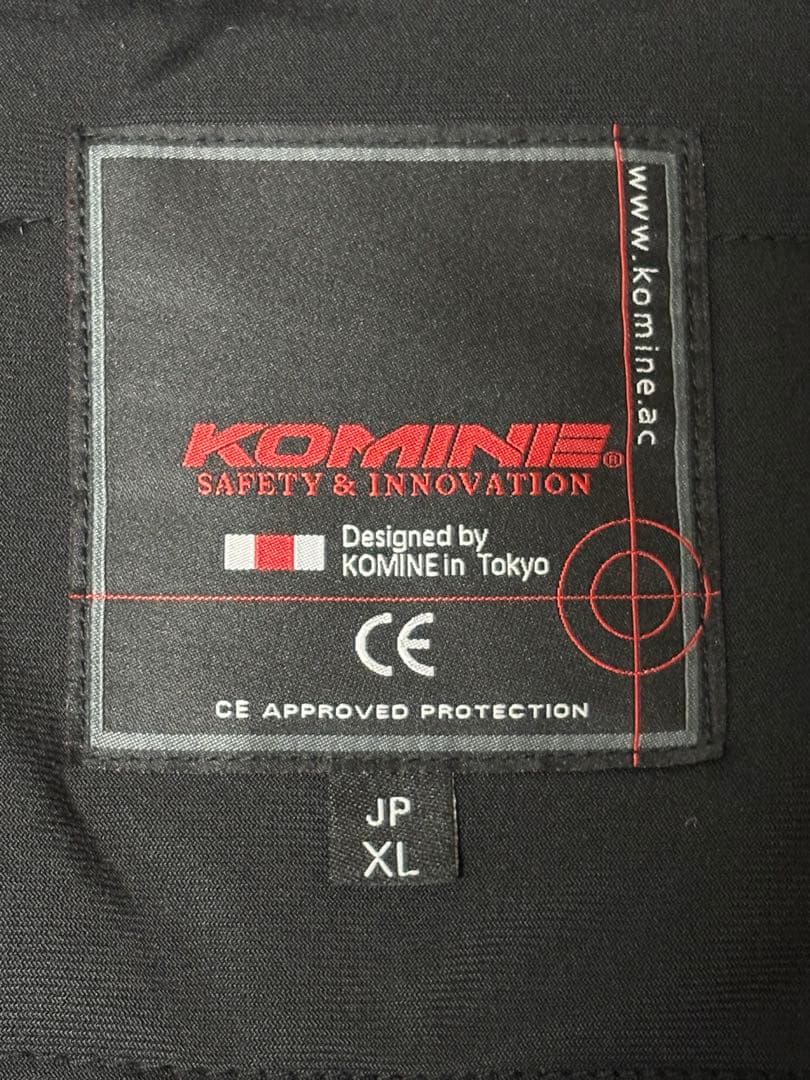 www.komine.ac
KOMINE®
SAFETY & INNOVATION
Designed by
KOMINE in Tokyo
CE
CE APPROVED PROTECTION
JP
XL